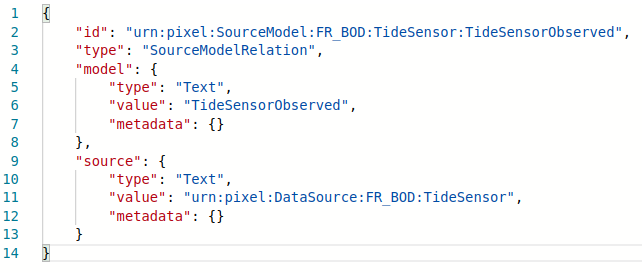 1 {
2     "id": "urn:pixel:SourceModel:FR_BOD:TideSensor:TideSensorObserved",
3     "type": "SourceModelRelation",
4     "model": {
5         "type": "Text",
6         "value": "TideSensorObserved",
7         "metadata": {}
8     },
9     "source": {
10         "type": "Text",
11         "value": "urn:pixel:DataSource:FR_BOD:TideSensor",
12         "metadata": {}
13     }
14 }